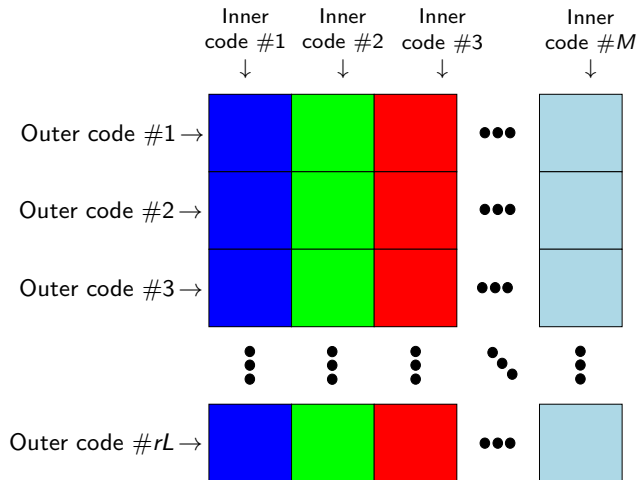 Inner Inner Inner Inner
code #1 code #2 code #3 code #M
↓ ↓ ↓ ↓
Outer code #1→
Outer code #2→
Outer code #3→
Outer code #rL→